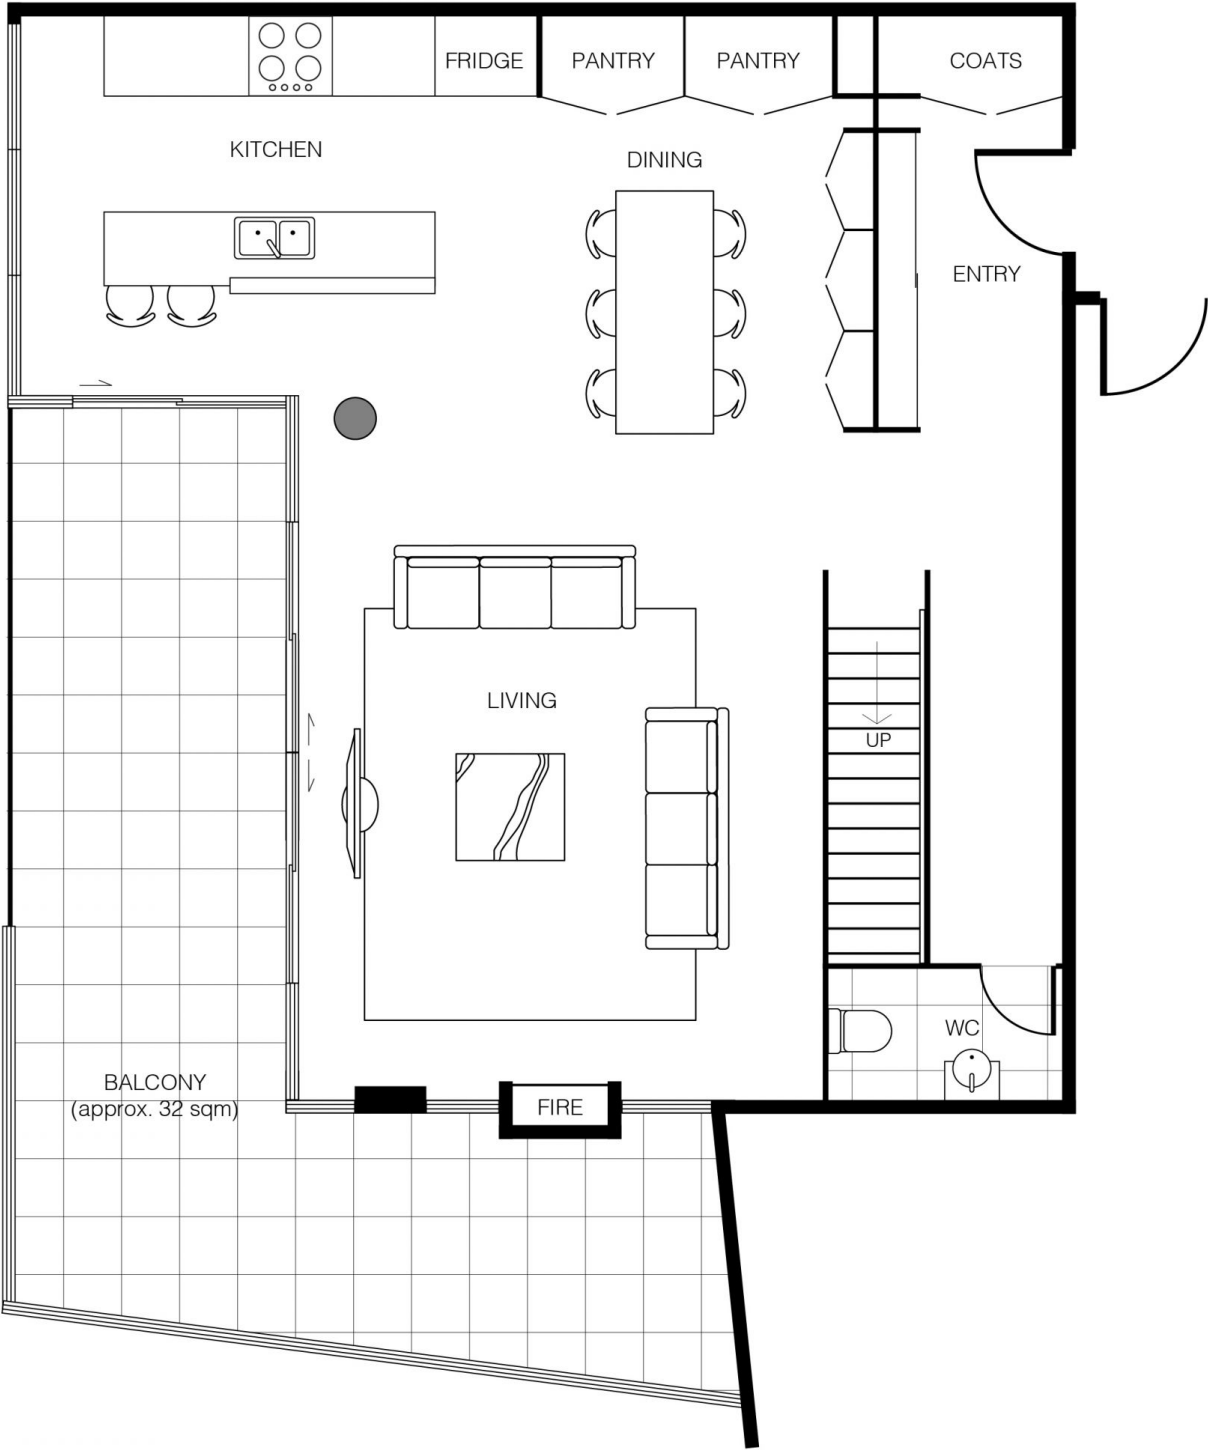 FRIDGE
PANTRY
PANTRY
COATS
KITCHEN
DINING
ENTRY
LIVING
UP
WC
BALCONY
(approx. 32 sqm)
FIRE